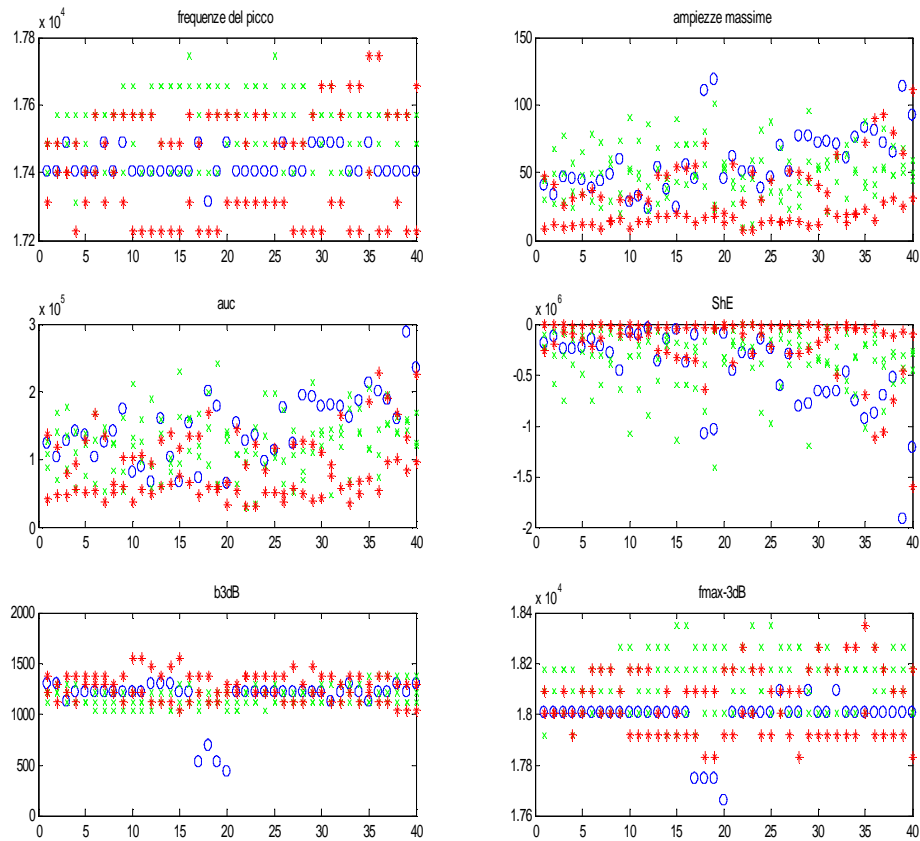 frequenze del picco
x 10^4
1.78
1.76
1.74
1.72
0 5 10 15 20 25 30 35 40
ampiezze massime
150
100
50
0
0 5 10 15 20 25 30 35 40
auc
x 10^5
3
2
1
0
0 5 10 15 20 25 30 35 40
ShE
x 10^6
0
-0.5
-1
-1.5
-2
0 5 10 15 20 25 30 35 40
b3dB
2000
1500
1000
500
0
0 5 10 15 20 25 30 35 40
fmax-3dB
x 10^4
1.84
1.82
1.8
1.78
1.76
0 5 10 15 20 25 30 35 40